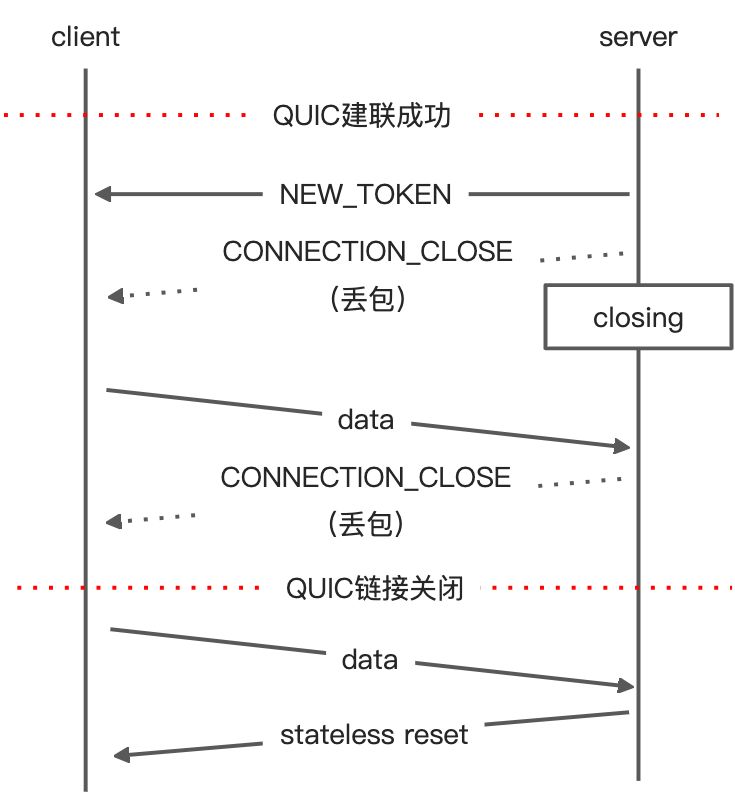 client
server
QUIC建联成功
NEW_TOKEN
CONNECTION_CLOSE
(丢包)
closing
data
CONNECTION_CLOSE
(丢包)
QUIC链接关闭
data
stateless reset